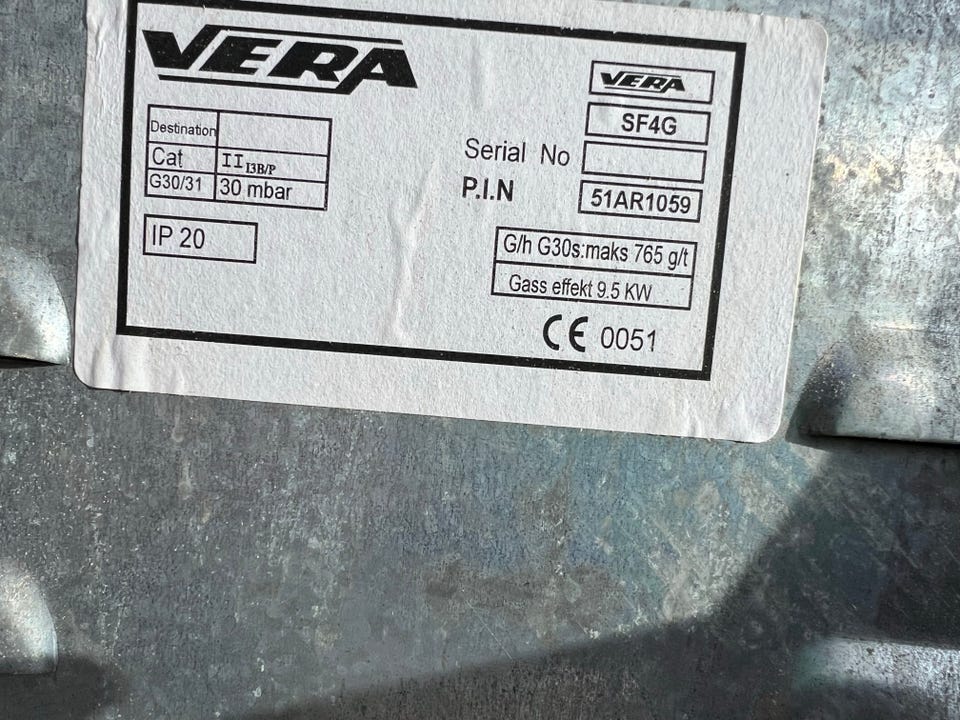 VERA
Destination
Cat II I3B/P
G30/31 30 mbar
IP 20
VERA
SF4G
Serial No
P.I.N 51AR1059
G/h G30s:maks 765 g/t
Gass effekt 9.5 KW
CE 0051